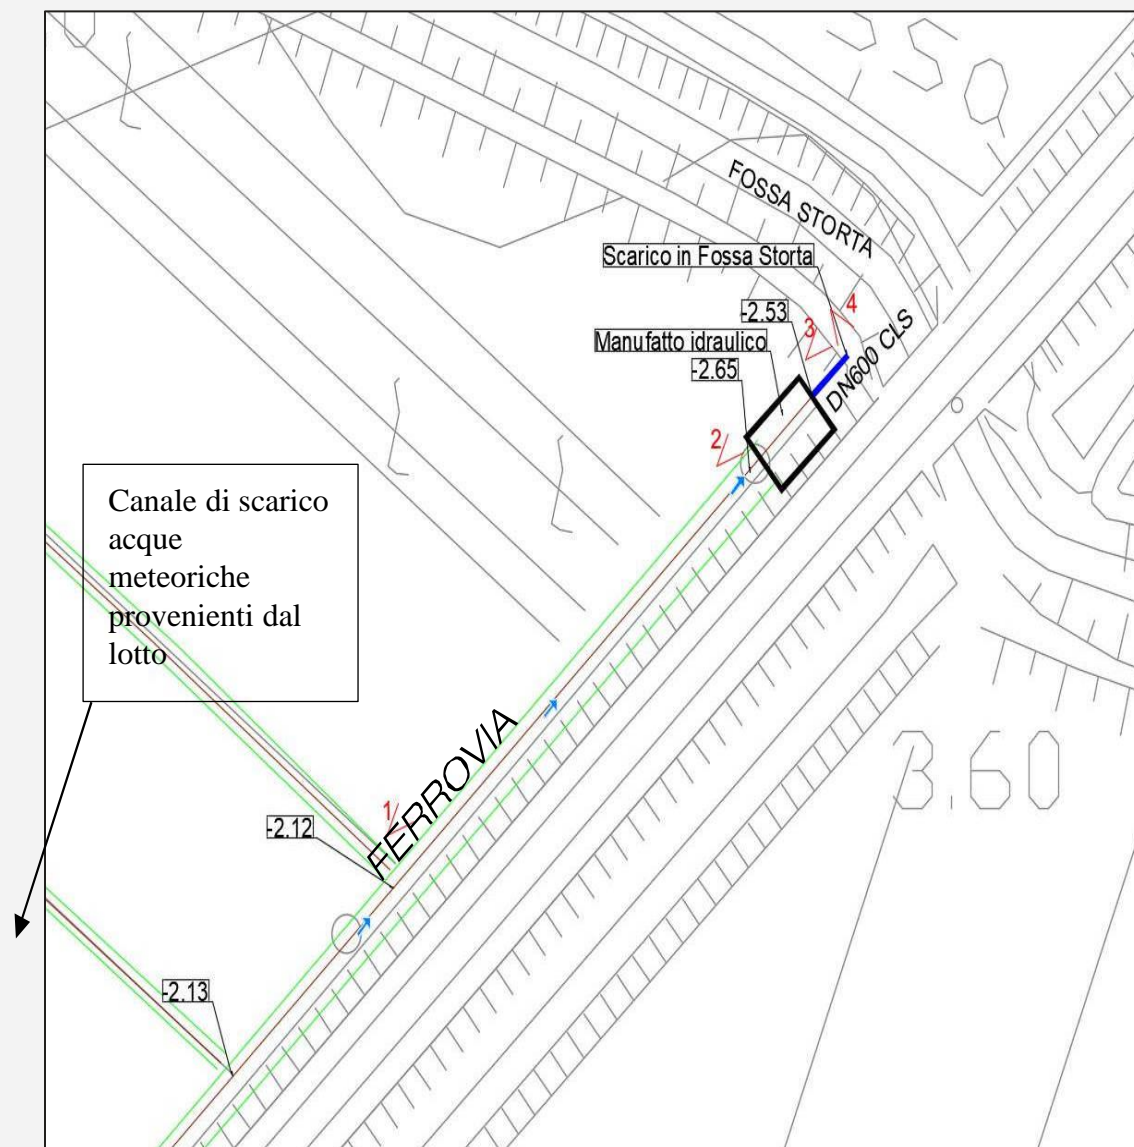 50
FOSSA STORTA
Scarico in Fossa Storta
4
-2.53
3
Manufatto idraulico
DN600 CLS
-2.65
2
Canale di scarico
acque
meteoriche
provenienti dal
lotto
FERROVIA
3.60
1
-2.12
-2.13